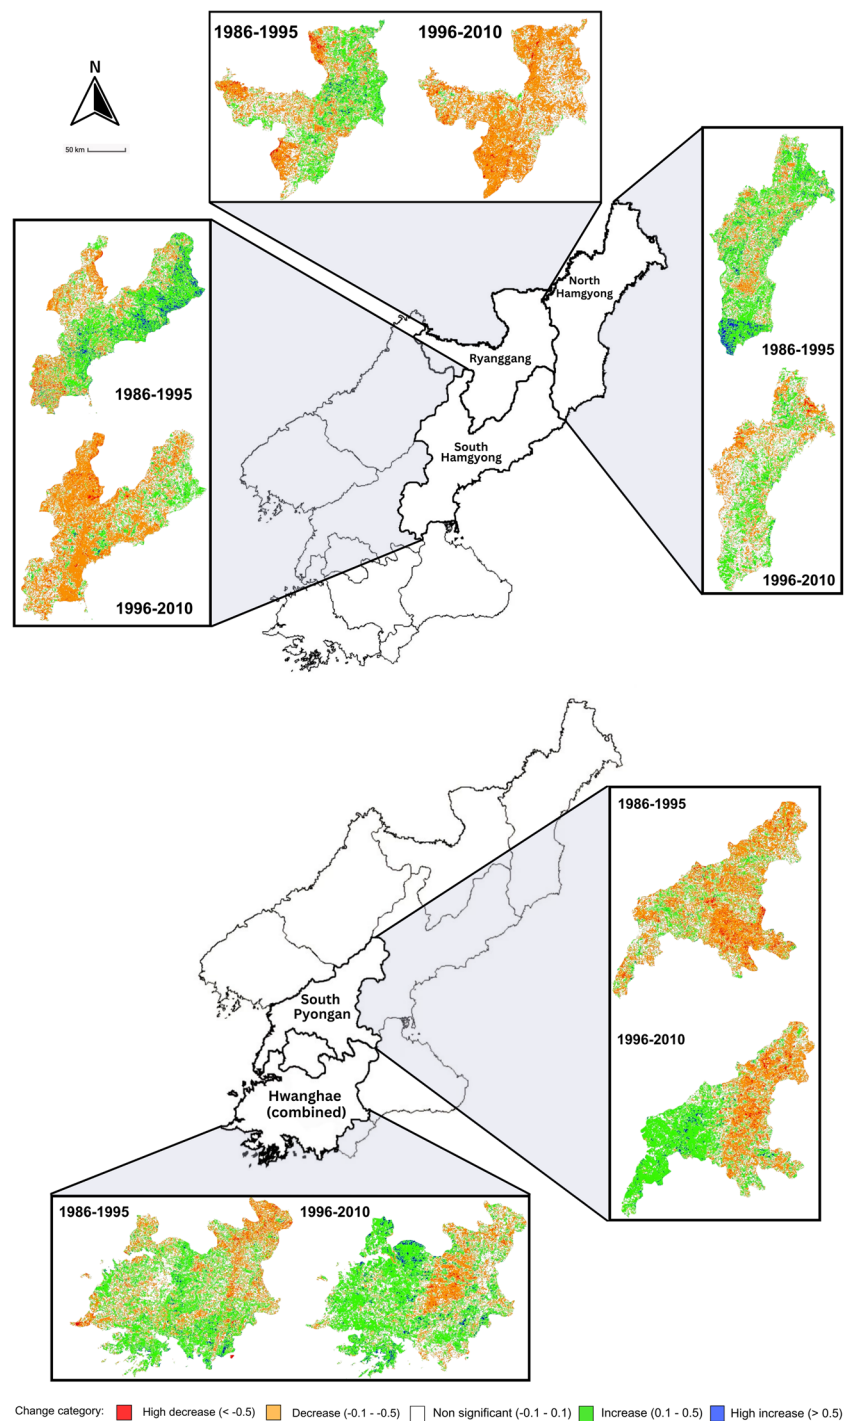 1986-1995
1996-2010
N
50 km
North
Hamgyong
Ryanggang
South
Hamgyong
1986-1995
1996-2010
1986-1995
1996-2010
1986-1995
1996-2010
South
Pyongan
Hwanghae
(combined)
1986-1995
1996-2010
Change category: High decrease (< -0.5) Decrease (-0.1 - -0.5) Non significant (-0.1 - 0.1) Increase (0.1 - 0.5) High increase (> 0.5)